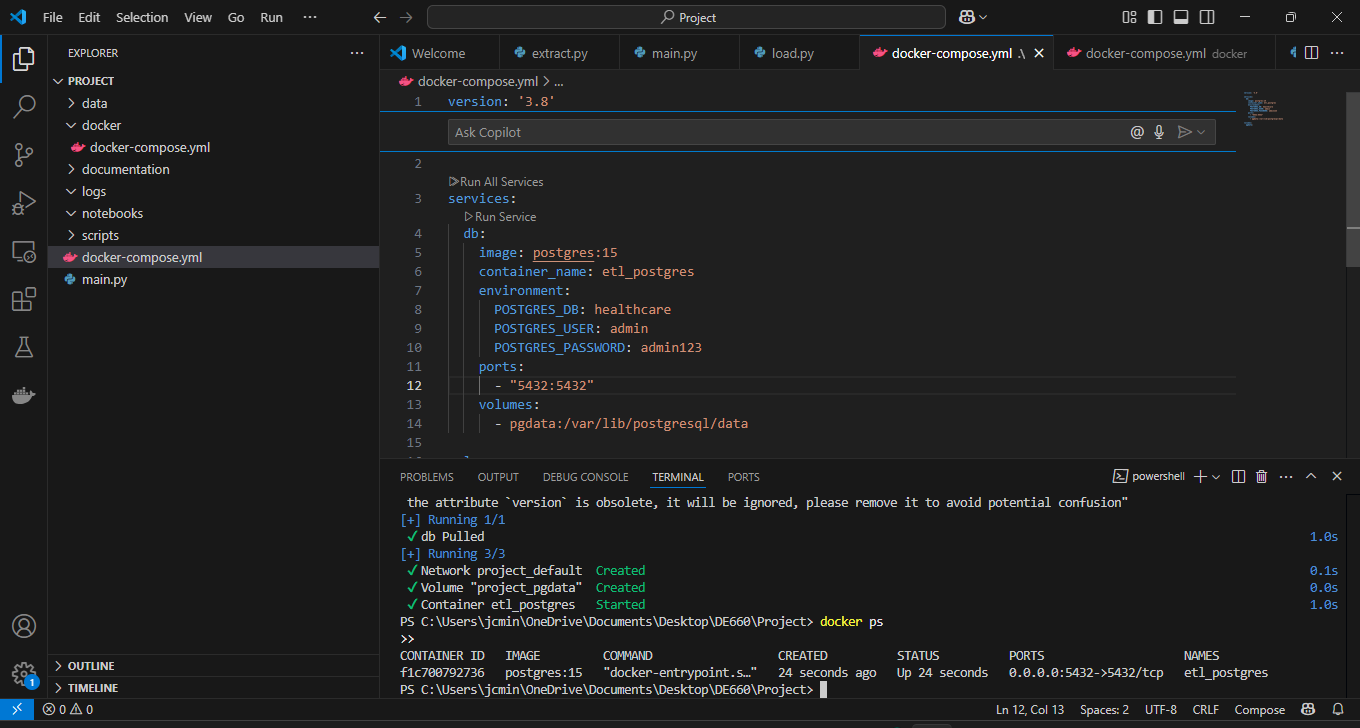 File Edit Selection View Go Run ··· Project
EXPLORER ···
PROJECT
data
docker
docker-compose.yml
documentation
logs
notebooks
scripts
docker-compose.yml
main.py
OUTLINE
TIMELINE
1
Welcome extract.py main.py load.py docker-compose.yml .\ docker-compose.yml docker ···
docker-compose.yml > ...
1 version: '3.8'
Ask Copilot @
2
Run All Services
3 services:
Run Service
4 db:
5 image: postgres:15
6 container_name: etl_postgres
7 environment:
8 POSTGRES_DB: healthcare
9 POSTGRES_USER: admin
10 POSTGRES_PASSWORD: admin123
11 ports:
12 - "5432:5432"
13 volumes:
14 - pgdata:/var/lib/postgresql/data
15
PROBLEMS OUTPUT DEBUG CONSOLE TERMINAL PORTS powershell ···
the attribute `version` is obsolete, it will be ignored, please remove it to avoid potential confusion"
[+] Running 1/1
✓ db Pulled 1.0s
[+] Running 3/3
✓ Network project_default Created 0.1s
✓ Volume "project_pgdata" Created 0.0s
✓ Container etl_postgres Started 1.0s
PS C:\Users\jcmin\OneDrive\Documents\Desktop\DE660\Project> docker ps
>>
CONTAINER ID IMAGE COMMAND CREATED STATUS PORTS NAMES
f1c700792736 postgres:15 "docker-entrypoint.s…" 24 seconds ago Up 24 seconds 0.0.0.0:5432->5432/tcp etl_postgres
PS C:\Users\jcmin\OneDrive\Documents\Desktop\DE660\Project>
0 0 Ln 12, Col 13 Spaces: 2 UTF-8 CRLF Compose